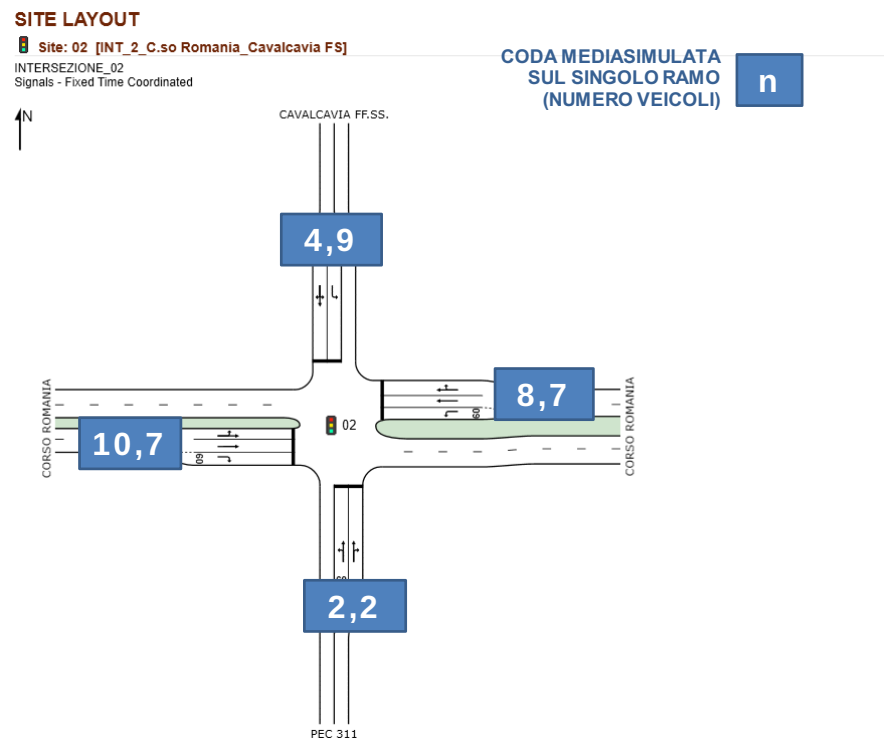 SITE LAYOUT
Site: 02 [INT_2_C.so Romania_Cavalcavia FS]
INTERSEZIONE_02
Signals - Fixed Time Coordinated
CODA MEDIASIMULATA
SUL SINGOLO RAMO
(NUMERO VEICOLI)
n
N
CAVALCAVIA FF.SS.
4,9
CORSO ROMANIA
8,7
60
CORSO ROMANIA
02
10,7
60
2,2
PEC 311